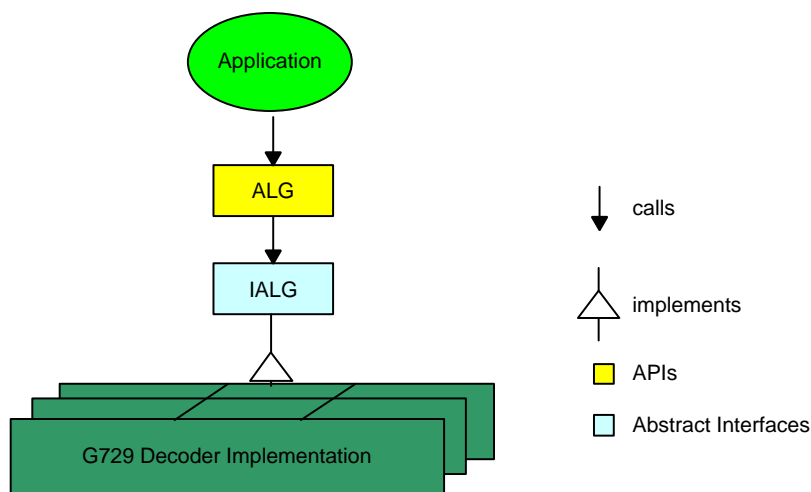 Application
ALG
IALG
G729 Decoder Implementation
calls
implements
APIs
Abstract Interfaces